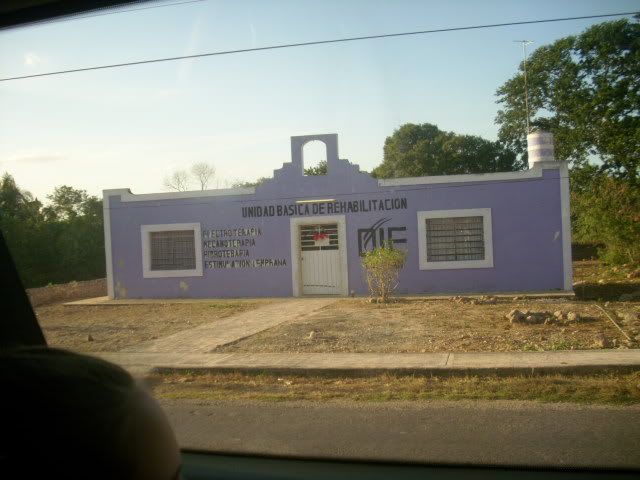 UNIDAD BASICA DE REHABILITACION
ELECTROTERAPIA
MECANOTERAPIA
HIDROTERAPIA
ESTIMULACION TEMPRANA
DIF